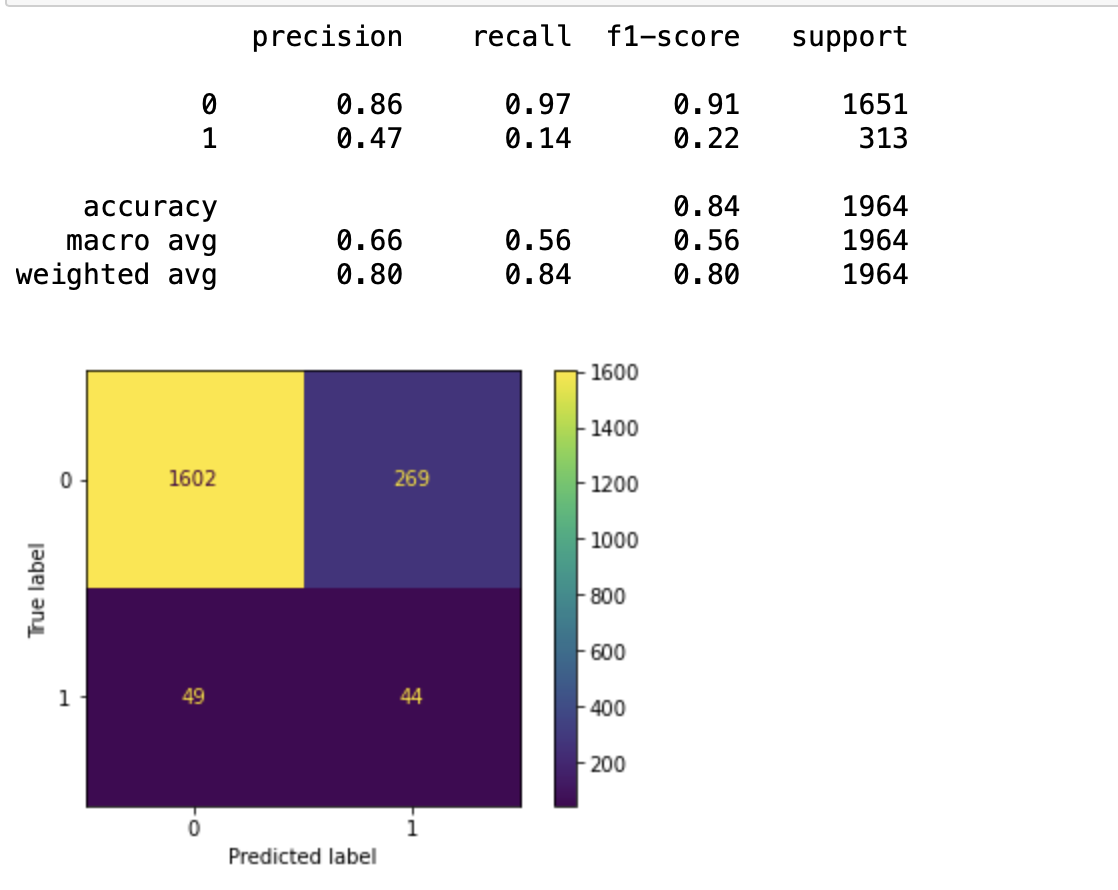 precision recall f1-score support
0 0.86 0.97 0.91 1651
1 0.47 0.14 0.22 313
accuracy 0.84 1964
macro avg 0.66 0.56 0.56 1964
weighted avg 0.80 0.84 0.80 1964
1600
1400
1200
1000
800
600
400
200
0
1602 269
True label
1
49 44
0 1
Predicted label